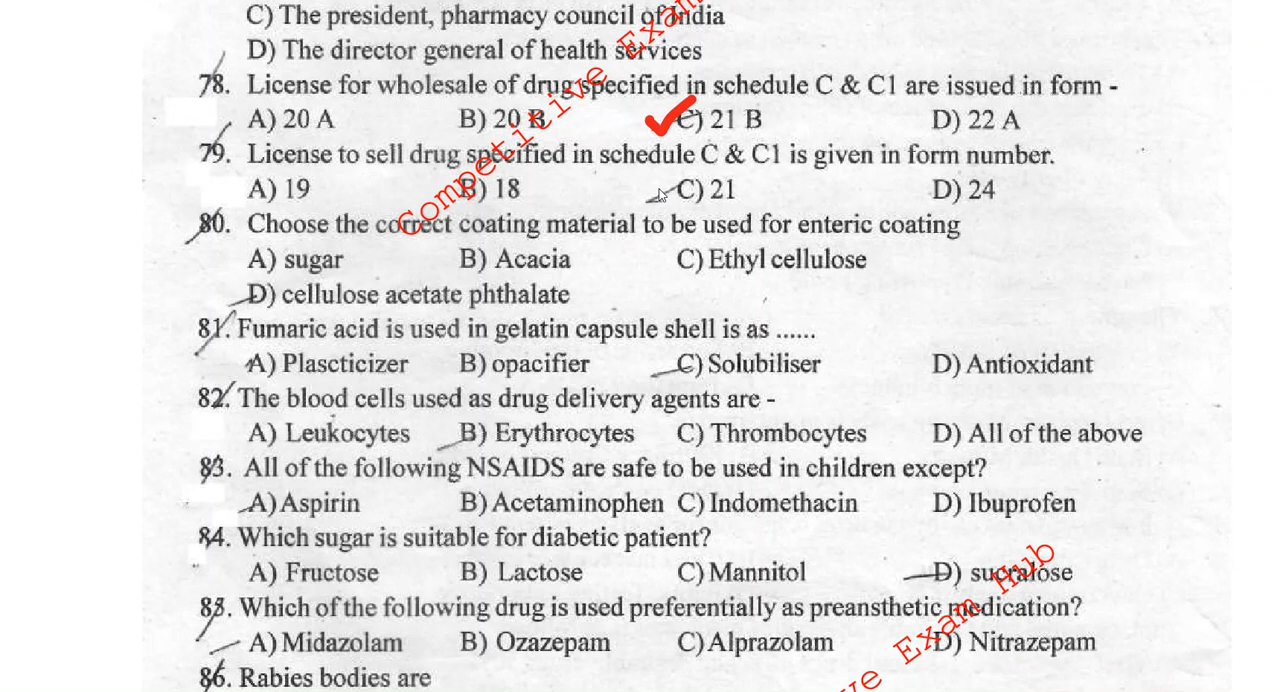 C) The president, pharmacy council of India
D) The director general of health services
78. License for wholesale of drug specified in schedule C & C1 are issued in form -
A) 20 A B) 20 B C) 21 B D) 22 A
79. License to sell drug specified in schedule C & C1 is given in form number.
A) 19 B) 18 C) 21 D) 24
80. Choose the correct coating material to be used for enteric coating
A) sugar B) Acacia C) Ethyl cellulose
D) cellulose acetate phthalate
81. Fumaric acid is used in gelatin capsule shell is as ......
A) Plascticizer B) opacifier C) Solubiliser D) Antioxidant
82. The blood cells used as drug delivery agents are -
A) Leukocytes B) Erythrocytes C) Thrombocytes D) All of the above
83. All of the following NSAIDS are safe to be used in children except?
A) Aspirin B) Acetaminophen C) Indomethacin D) Ibuprofen
84. Which sugar is suitable for diabetic patient?
A) Fructose B) Lactose C) Mannitol D) sucralose
85. Which of the following drug is used preferentially as preansthetic medication?
A) Midazolam B) Ozazepam C) Alprazolam D) Nitrazepam
86. Rabies bodies are
Competitive Exam
ve Exam Hub